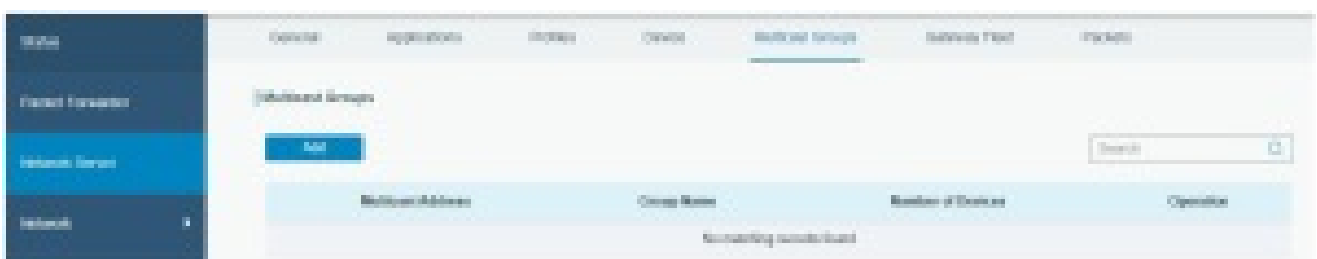 Status
General Applications Profiles Device Multicast Groups Gateway Fleet Packets
Packet Forwarder
Multicast Groups
Add
Search
Network Server
Multicast Address Group Name Number of Devices Operation
Network
No matching records found